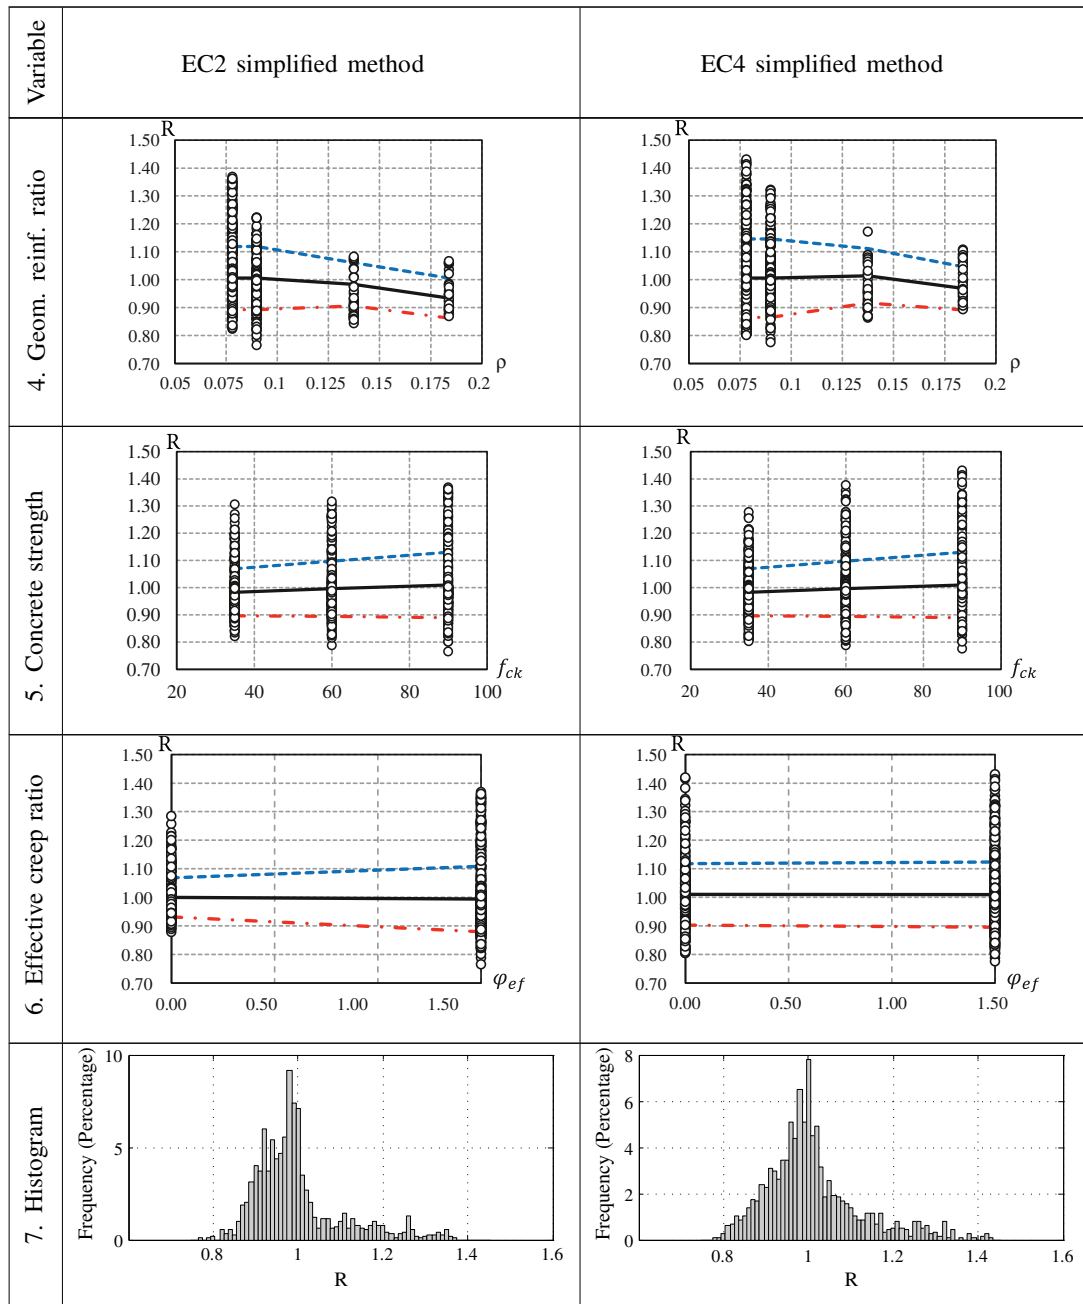 Variable
EC2 simplified method
EC4 simplified method
4. Geom. reinf. ratio
R
1.50
1.40
1.30
1.20
1.10
1.00
0.90
0.80
0.70
0.05 0.075 0.1 0.125 0.15 0.175 0.2
ρ
R
1.50
1.40
1.30
1.20
1.10
1.00
0.90
0.80
0.70
0.05 0.075 0.1 0.125 0.15 0.175 0.2
ρ
5. Concrete strength
R
1.50
1.40
1.30
1.20
1.10
1.00
0.90
0.80
0.70
20 40 60 80 100
f_ck
R
1.50
1.40
1.30
1.20
1.10
1.00
0.90
0.80
0.70
20 40 60 80 100
f_ck
6. Effective creep ratio
R
1.50
1.40
1.30
1.20
1.10
1.00
0.90
0.80
0.70
0.00 0.50 1.00 1.50
φ_ef
R
1.50
1.40
1.30
1.20
1.10
1.00
0.90
0.80
0.70
0.00 0.50 1.00 1.50
φ_ef
7. Histogram
Frequency (Percentage)
10
5
0
0.8 1 1.2 1.4 1.6
R
Frequency (Percentage)
8
6
4
2
0
0.8 1 1.2 1.4 1.6
R